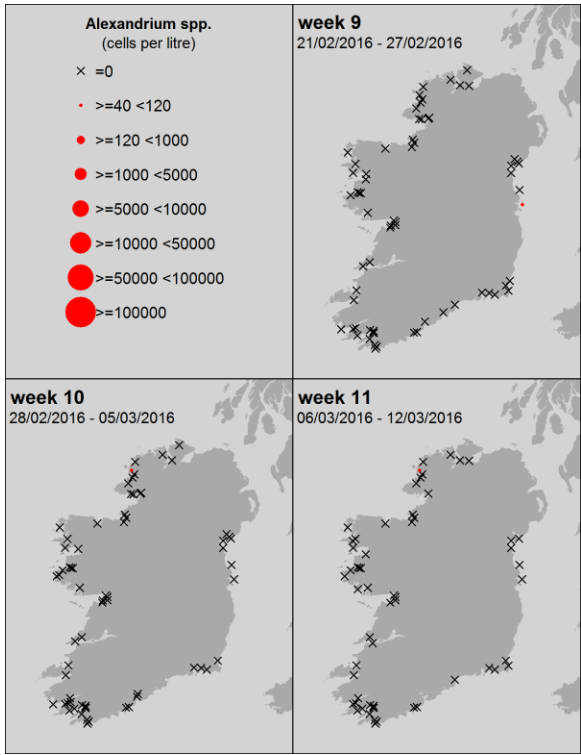 Alexandrium spp.
(cells per litre)
=0
>=40 <120
>=120 <1000
>=1000 <5000
>=5000 <10000
>=10000 <50000
>=50000 <100000
>=100000
week 9
21/02/2016 - 27/02/2016
week 10
28/02/2016 - 05/03/2016
week 11
06/03/2016 - 12/03/2016